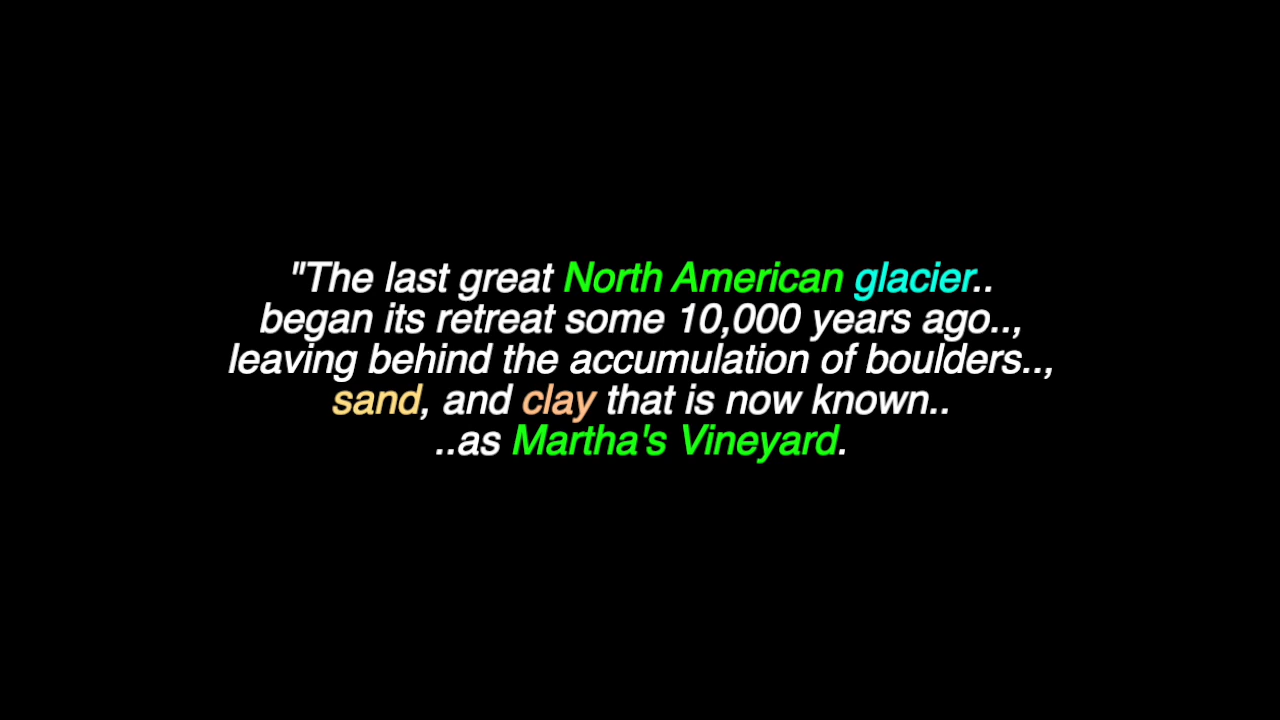 "The last great North American glacier..
began its retreat some 10,000 years ago..,
leaving behind the accumulation of boulders..,
sand, and clay that is now known..
..as Martha's Vineyard.